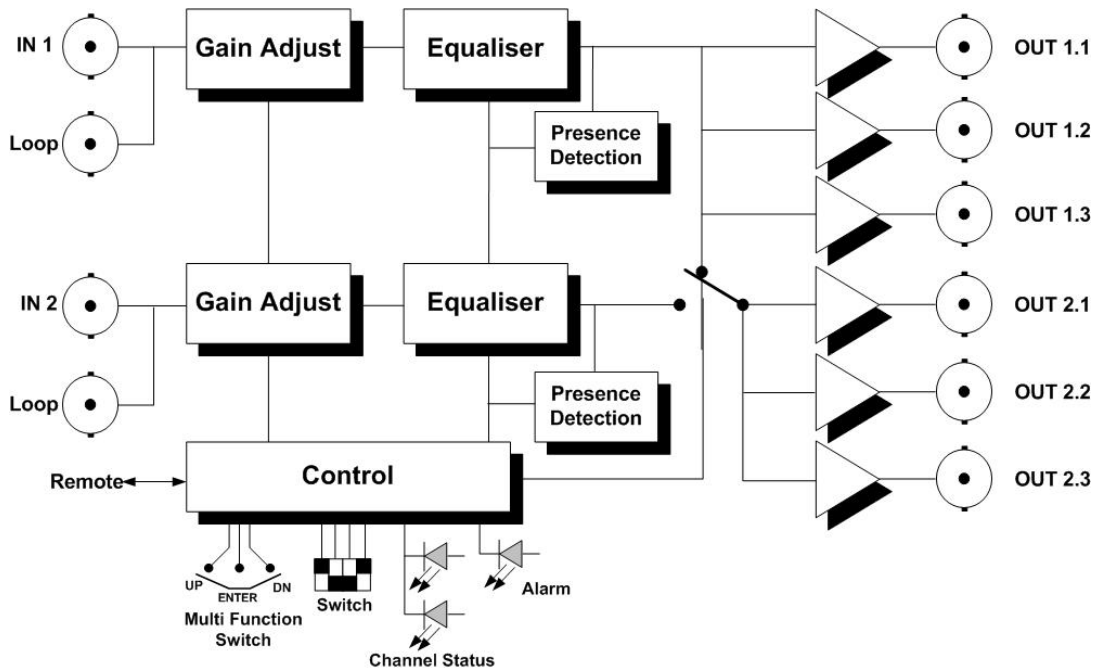 IN 1
Gain Adjust
Equaliser
OUT 1.1
Loop
Presence
Detection
OUT 1.2
OUT 1.3
IN 2
Gain Adjust
Equaliser
OUT 2.1
Loop
Presence
Detection
OUT 2.2
Remote
Control
OUT 2.3
UP
ENTER
DN
Multi Function
Switch
Switch
Alarm
Channel Status